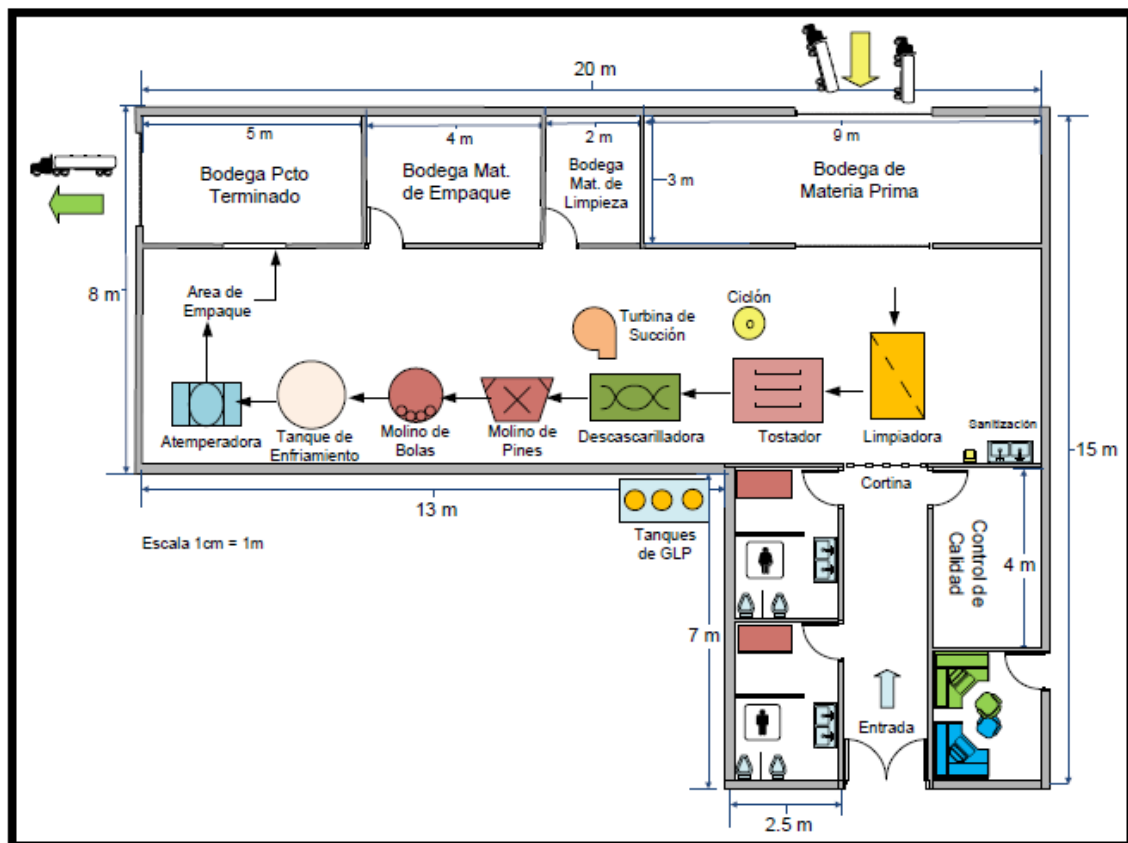 20 m
5 m
4 m
2 m
9 m
Bodega Pcto
Terminado
Bodega Mat.
de Empaque
Bodega
Mat. de
Limpieza
3 m
Bodega de
Materia Prima
8 m
Area de
Empaque
Turbina de
Succión
Ciclón
Atemperadora
Tanque de
Enfriamiento
Molino de
Bolas
Molino de
Pines
Descascarilladora
Tostador
Limpiadora
Sanitización
15 m
Cortina
13 m
Escala 1cm = 1m
Tanques
de GLP
Control de
Calidad
4 m
7 m
Entrada
2.5 m